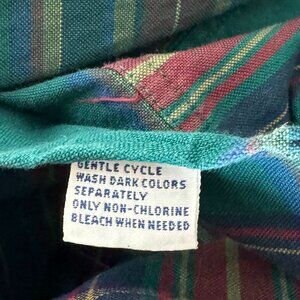 GENTLE CYCLE
WASH DARK COLORS
SEPARATELY
ONLY NON-CHLORINE
BLEACH WHEN NEEDED